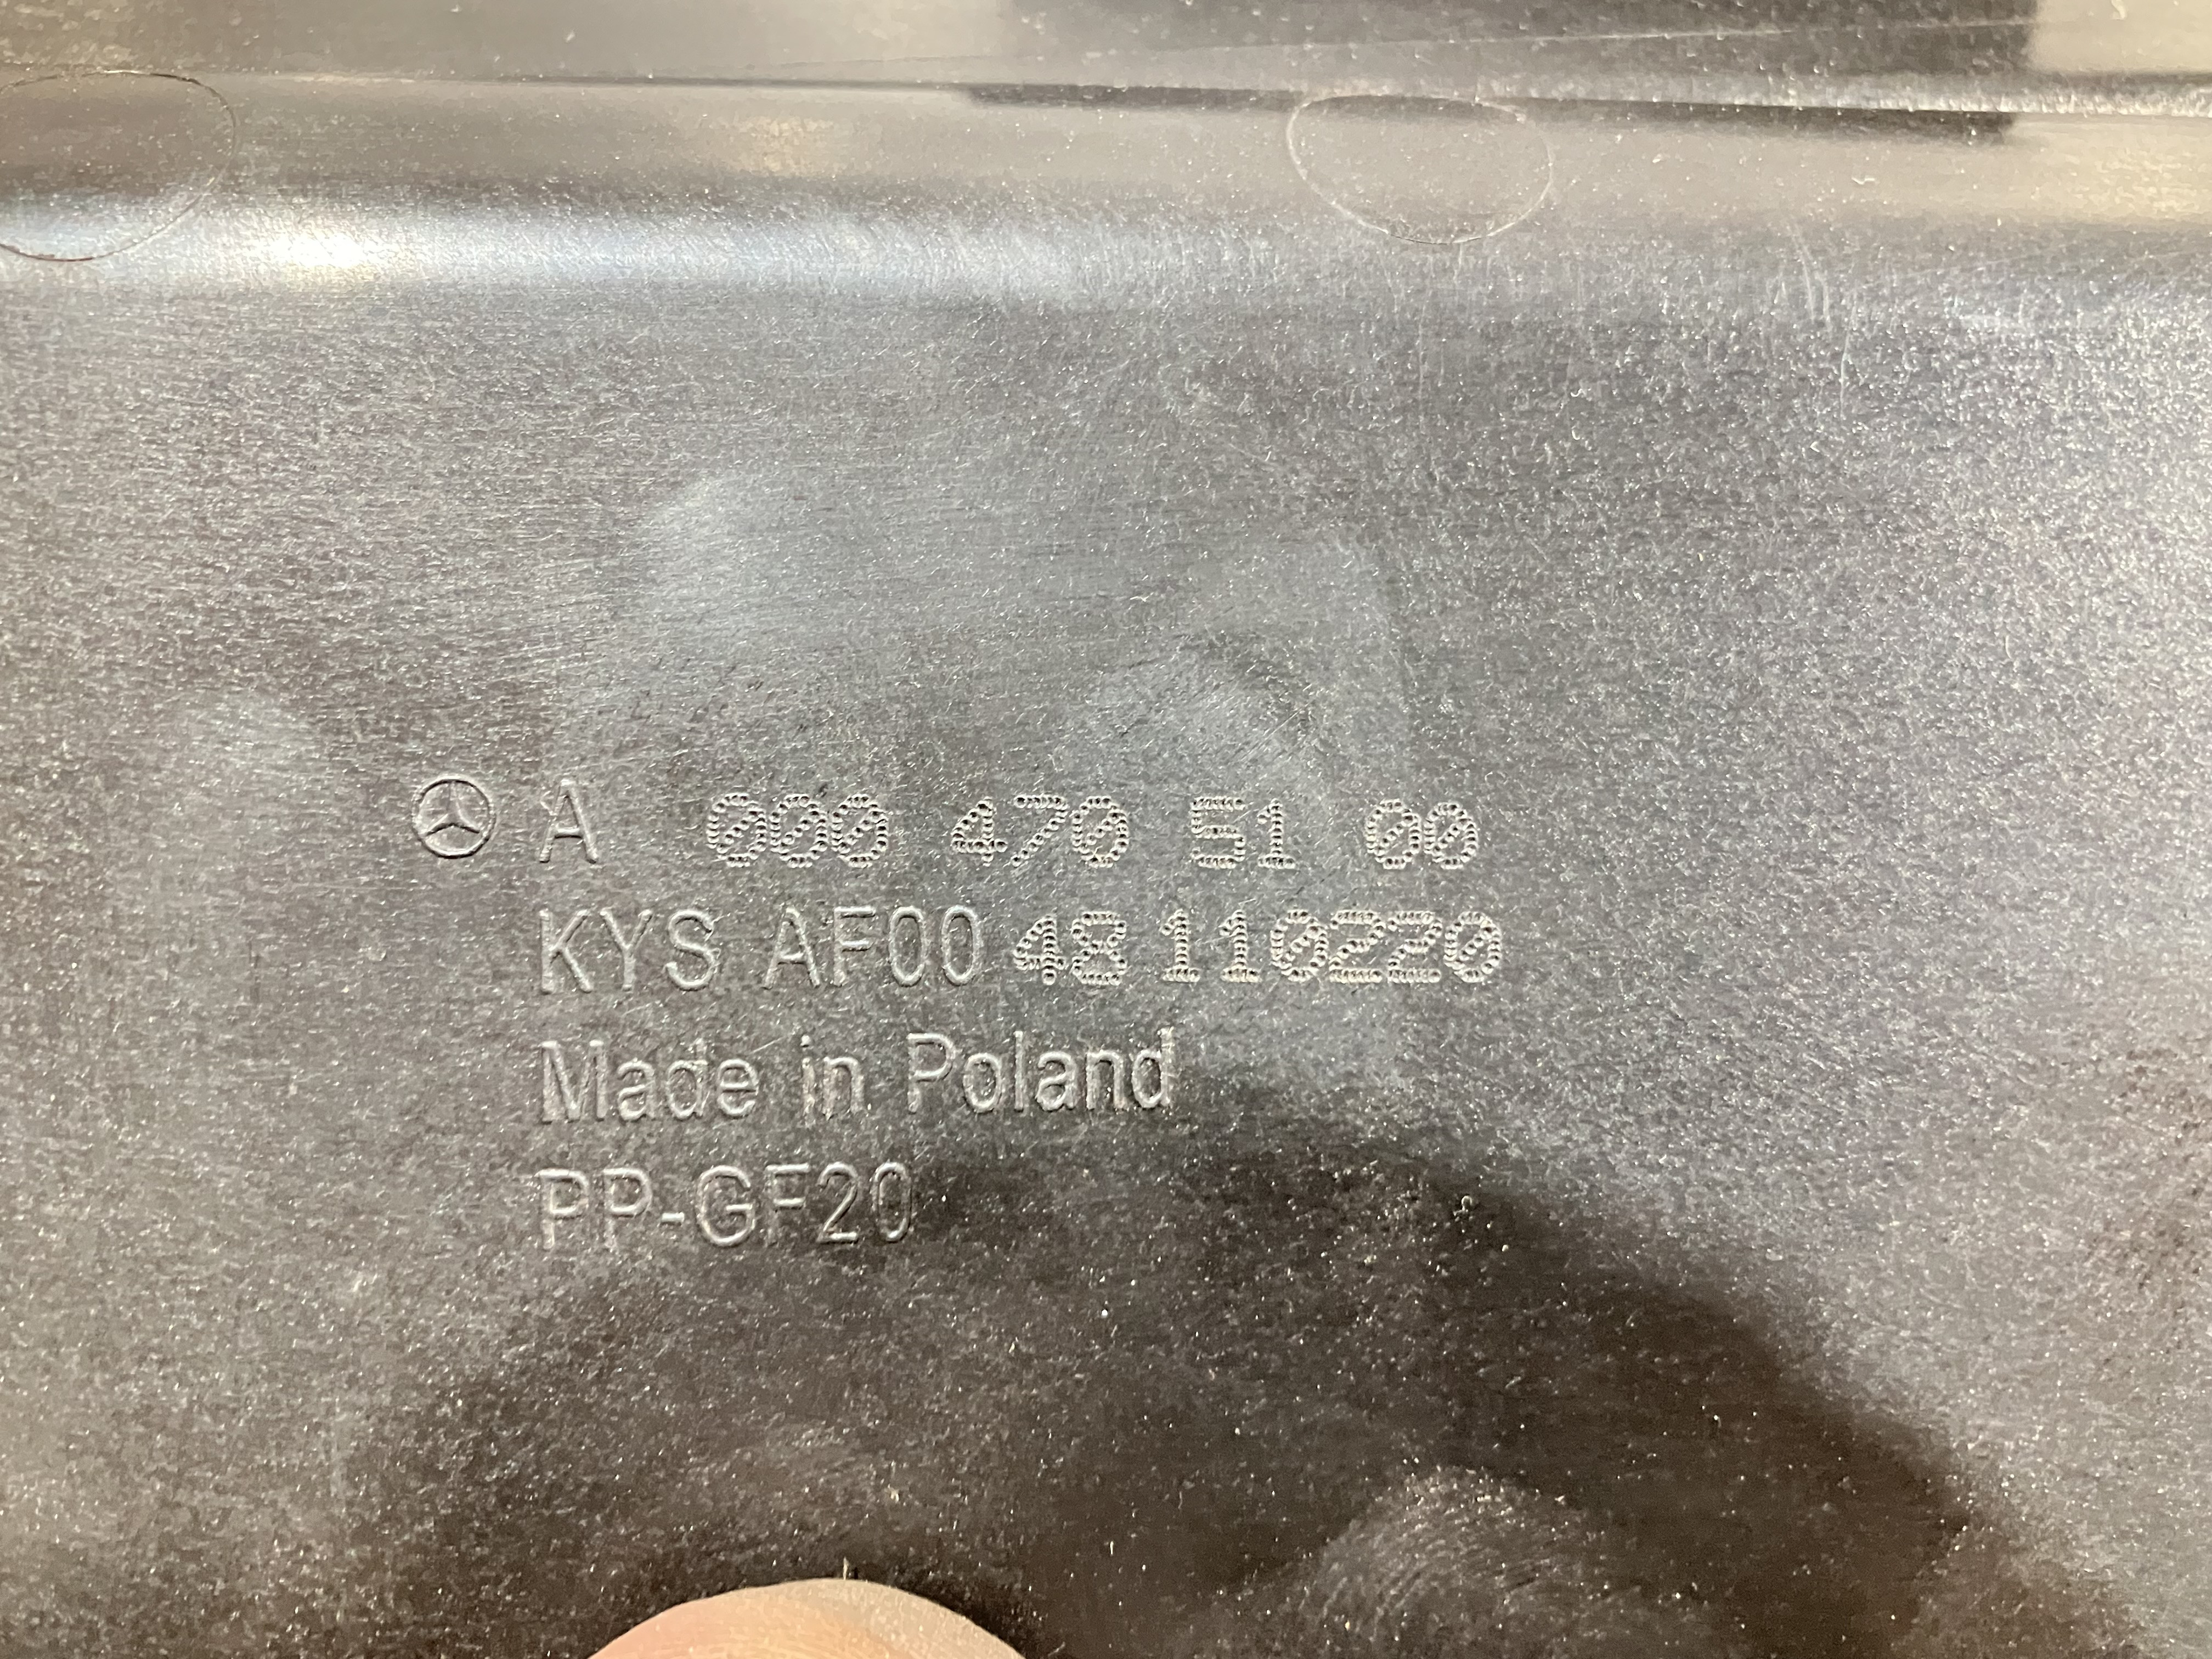 A 000 470 51 00
KYS AF00 48 110220
Made in Poland
PP-GF20